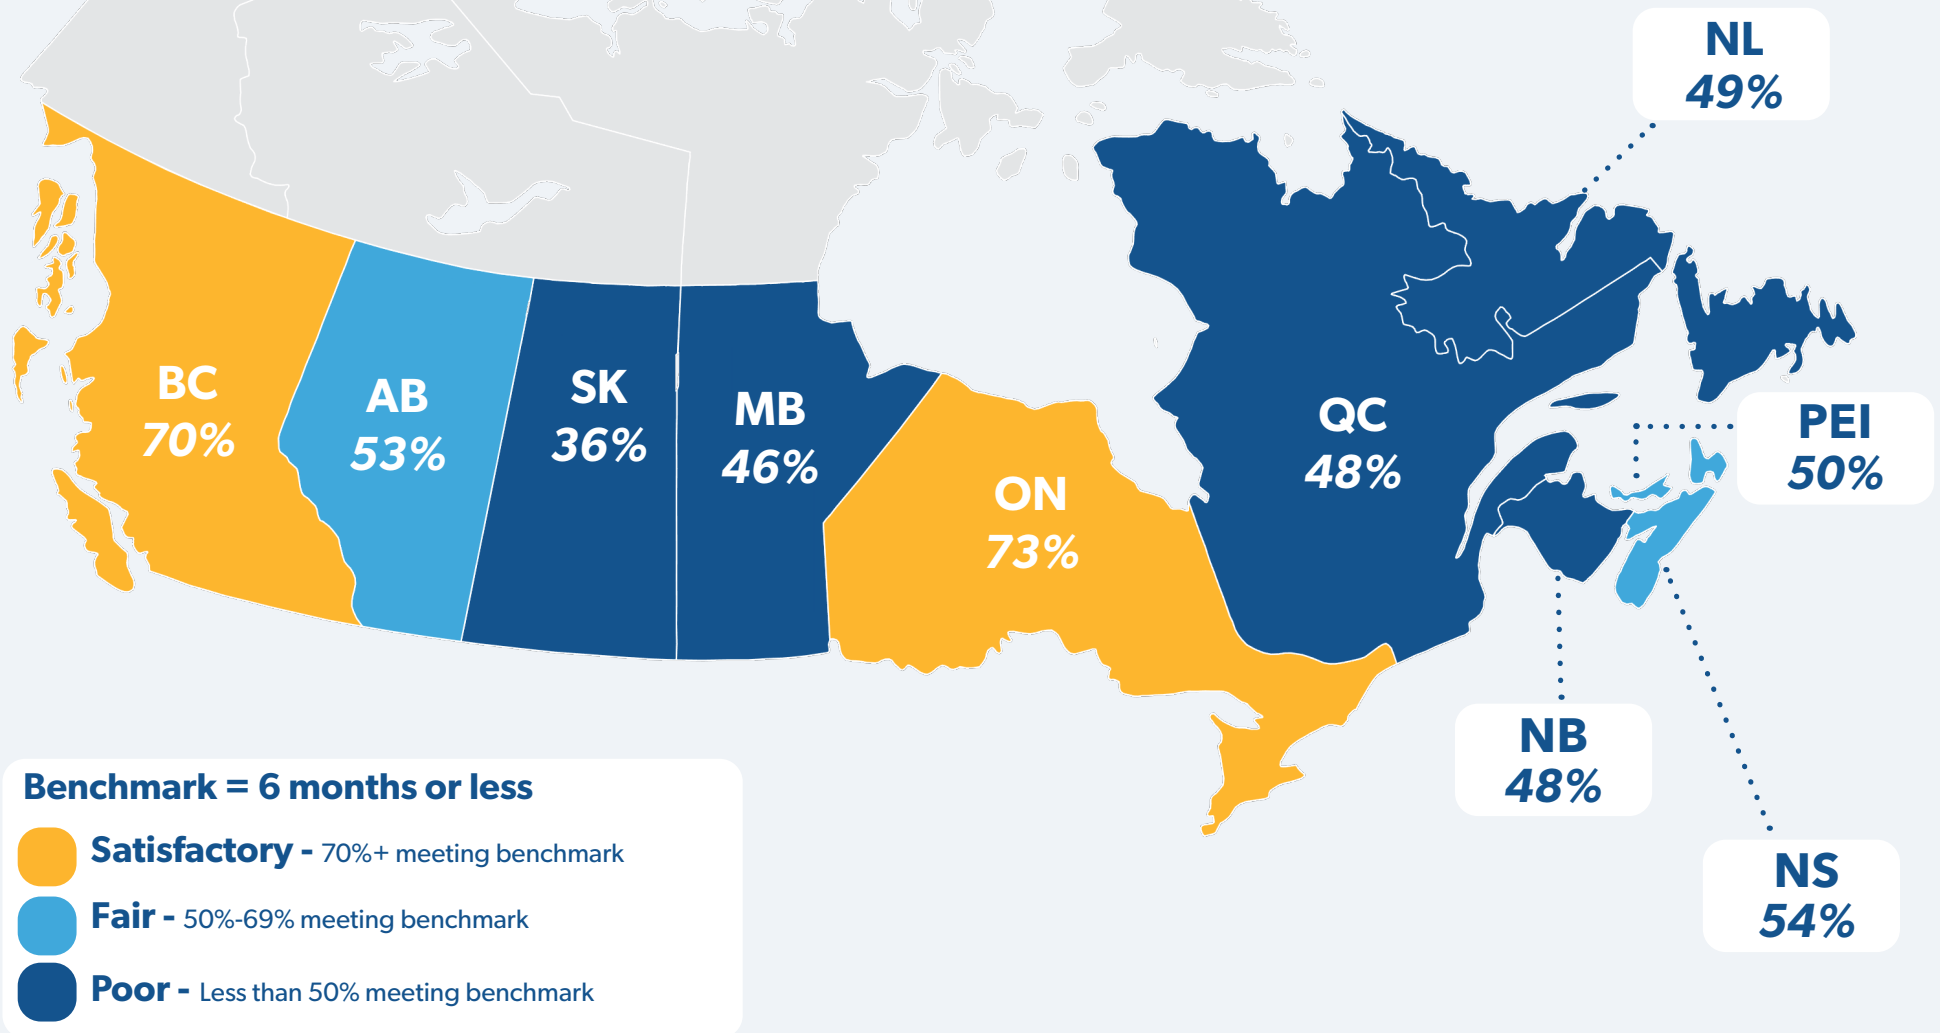 NL
49%
BC
70%
AB
53%
SK
36%
MB
46%
ON
73%
QC
48%
PEI
50%
NB
48%
NS
54%
Benchmark = 6 months or less
Satisfactory - 70%+ meeting benchmark
Fair - 50%-69% meeting benchmark
Poor - Less than 50% meeting benchmark